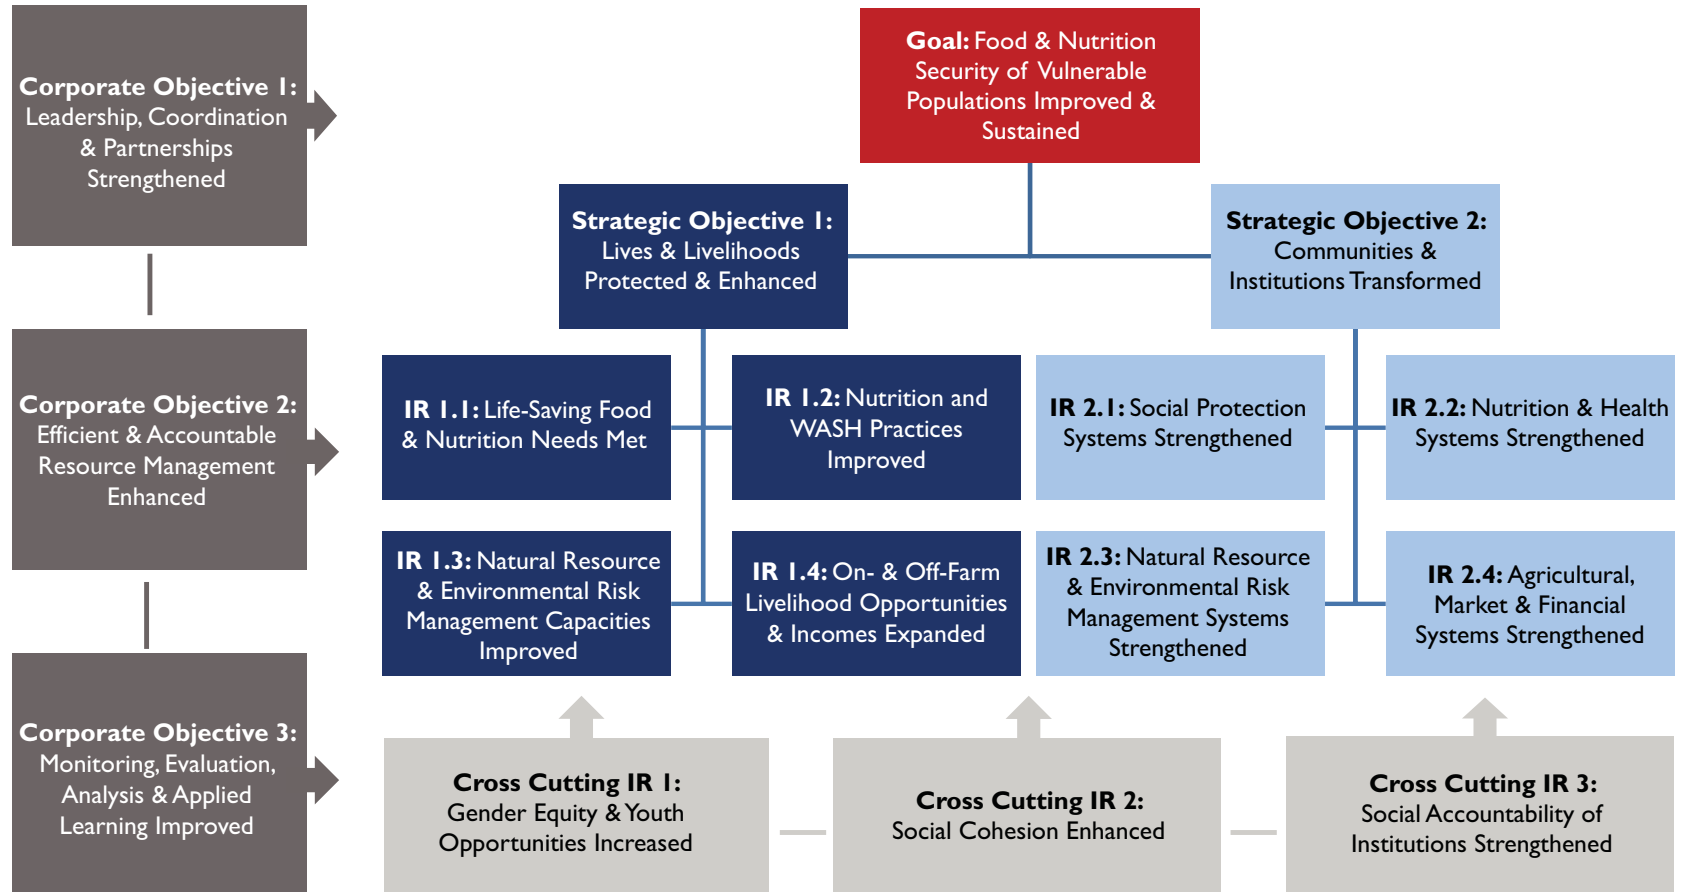 Corporate Objective 1:
Leadership, Coordination
& Partnerships
Strengthened
Goal: Food & Nutrition
Security of Vulnerable
Populations Improved &
Sustained
Strategic Objective 1:
Lives & Livelihoods
Protected & Enhanced
Strategic Objective 2:
Communities &
Institutions Transformed
Corporate Objective 2:
Efficient & Accountable
Resource Management
Enhanced
IR 1.1: Life-Saving Food
& Nutrition Needs Met
IR 1.2: Nutrition and
WASH Practices
Improved
IR 2.1: Social Protection
Systems Strengthened
IR 2.2: Nutrition & Health
Systems Strengthened
IR 1.3: Natural Resource
& Environmental Risk
Management Capacities
Improved
IR 1.4: On- & Off-Farm
Livelihood Opportunities
& Incomes Expanded
IR 2.3: Natural Resource
& Environmental Risk
Management Systems
Strengthened
IR 2.4: Agricultural,
Market & Financial
Systems Strengthened
Corporate Objective 3:
Monitoring, Evaluation,
Analysis & Applied
Learning Improved
Cross Cutting IR 1:
Gender Equity & Youth
Opportunities Increased
Cross Cutting IR 2:
Social Cohesion Enhanced
Cross Cutting IR 3:
Social Accountability of
Institutions Strengthened